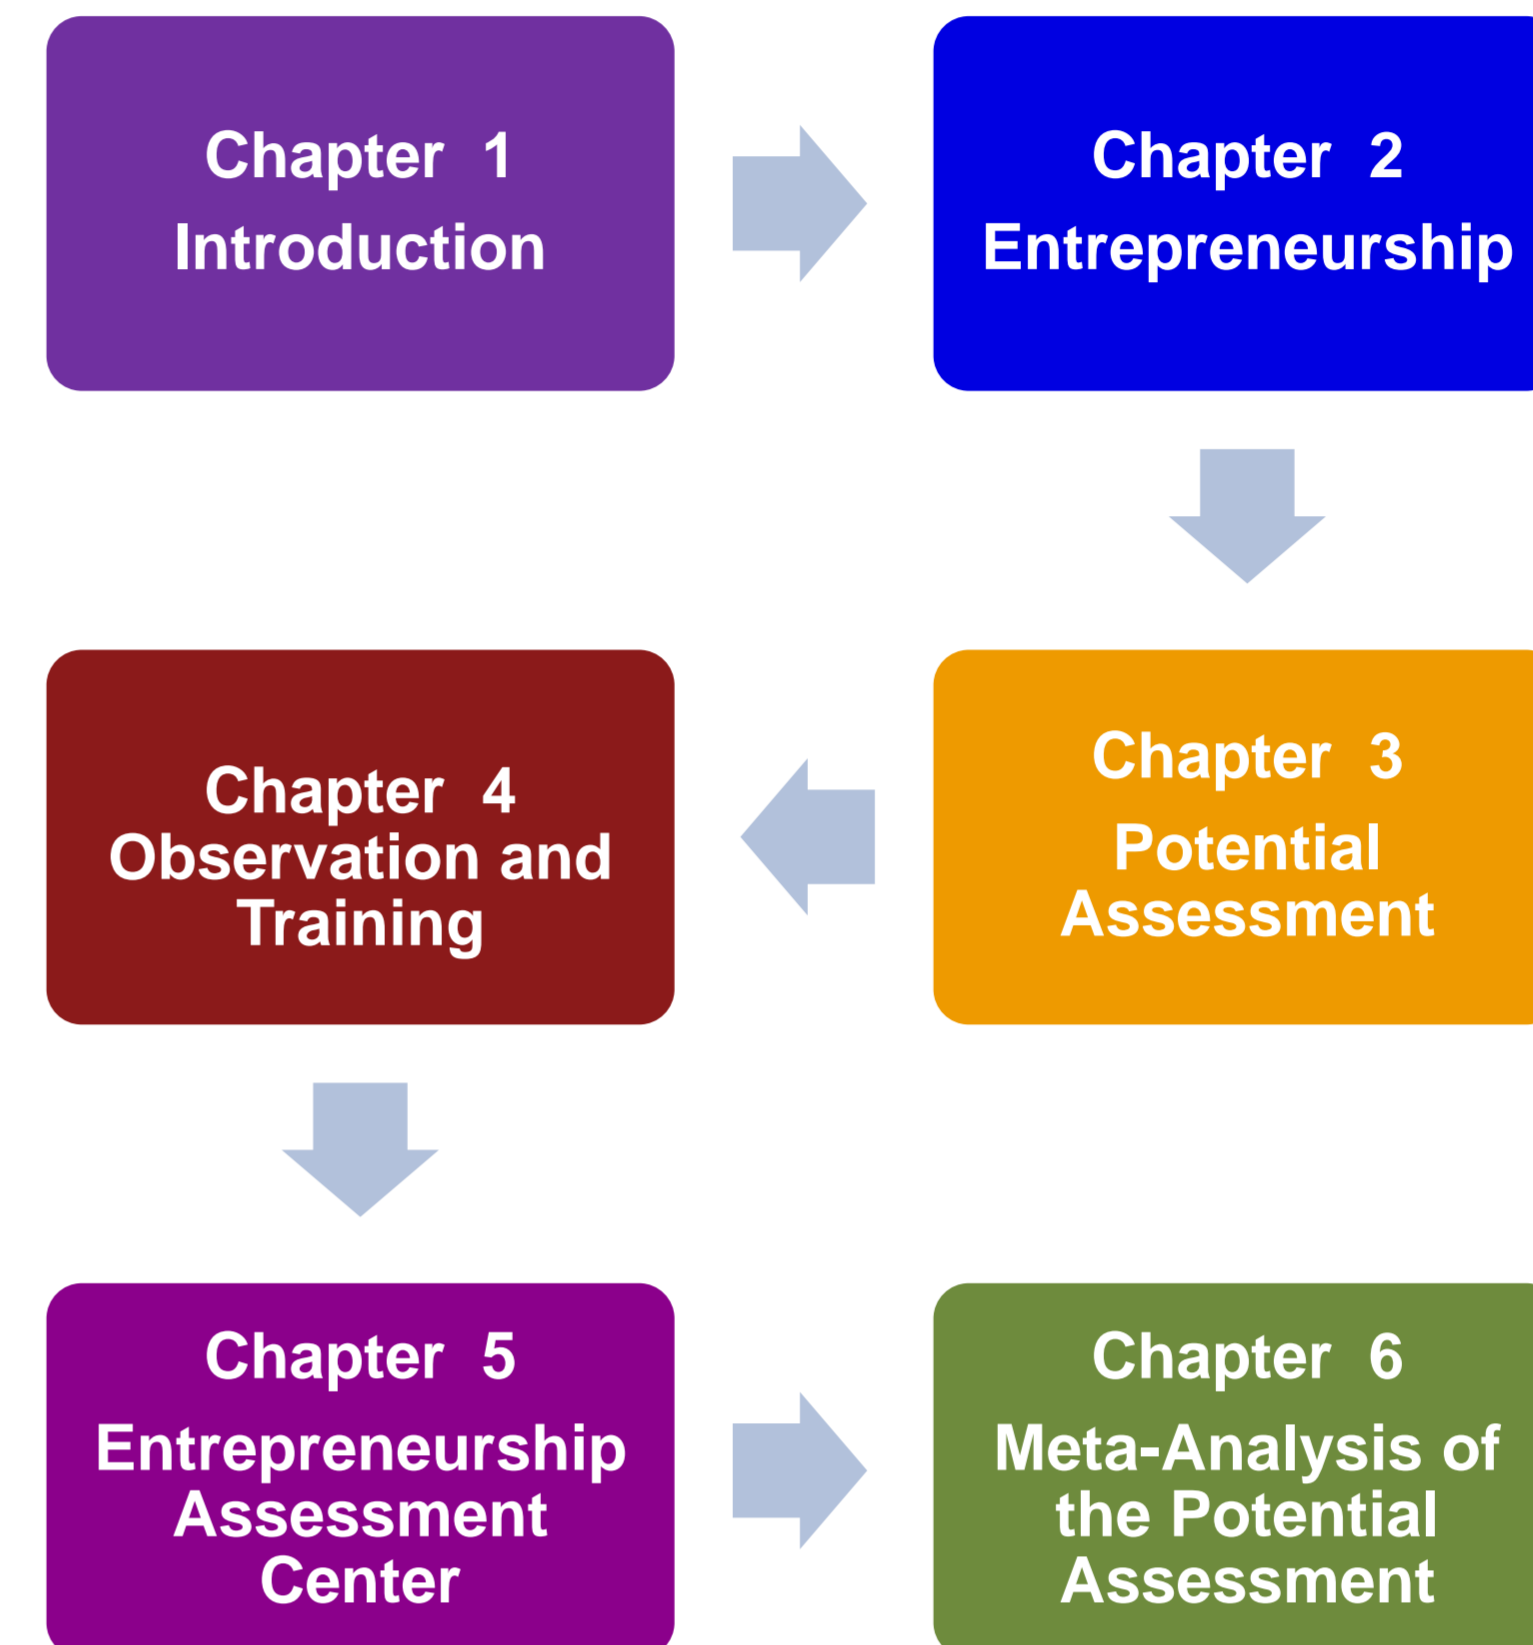 Chapter 1
Introduction
Chapter 2
Entrepreneurship
Chapter 3
Potential
Assessment
Chapter 4
Observation and
Training
Chapter 5
Entrepreneurship
Assessment
Center
Chapter 6
Meta-Analysis of
the Potential
Assessment